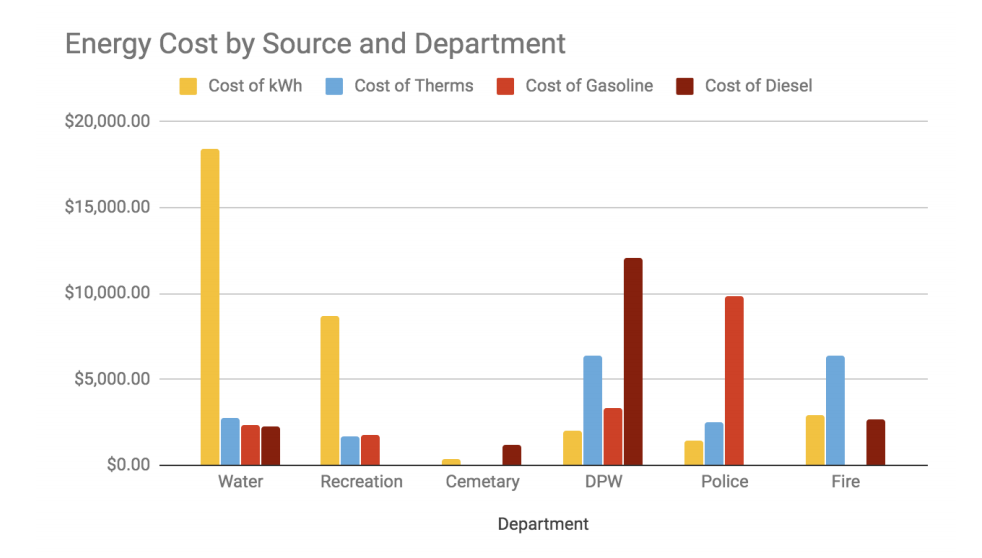 Energy Cost by Source and Department
Cost of kWh Cost of Therms Cost of Gasoline Cost of Diesel
$20,000.00
$15,000.00
$10,000.00
$5,000.00
$0.00
Water Recreation Cemetary DPW Police Fire
Department